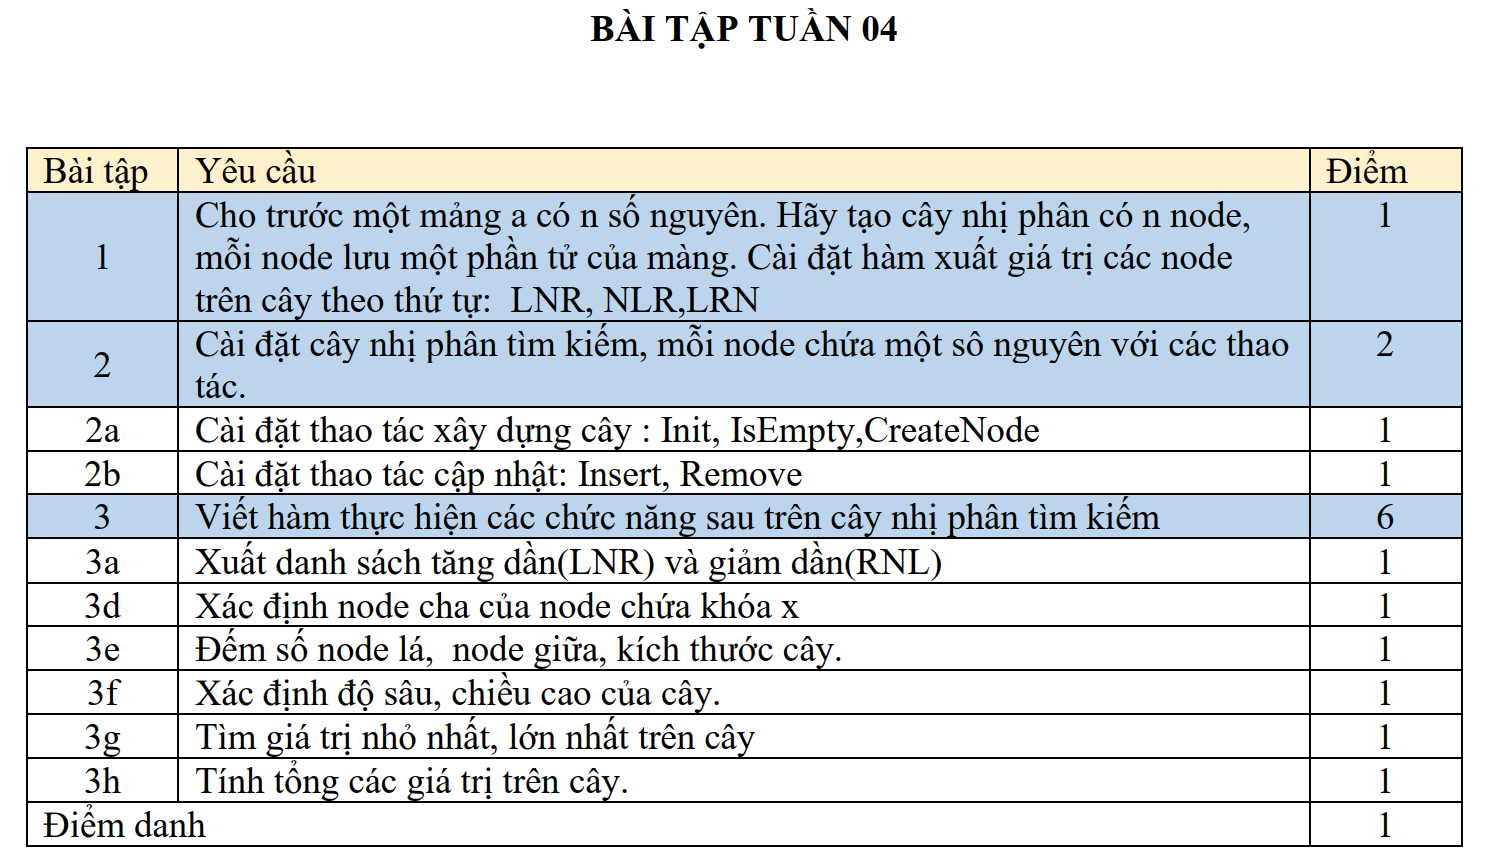 BÀI TẬP TUẦN 04
Bài tập Yêu cầu Điểm
1 Cho trước một mảng a có n số nguyên. Hãy tạo cây nhị phân có n node, 1
mỗi node lưu một phần tử của màng. Cài đặt hàm xuất giá trị các node
trên cây theo thứ tự: LNR, NLR,LRN
2 Cài đặt cây nhị phân tìm kiếm, mỗi node chứa một sô nguyên với các thao 2
tác.
2a Cài đặt thao tác xây dựng cây : Init, IsEmpty,CreateNode 1
2b Cài đặt thao tác cập nhật: Insert, Remove 1
3 Viết hàm thực hiện các chức năng sau trên cây nhị phân tìm kiếm 6
3a Xuất danh sách tăng dần(LNR) và giảm dần(RNL) 1
3d Xác định node cha của node chứa khóa x 1
3e Đếm số node lá, node giữa, kích thước cây. 1
3f Xác định độ sâu, chiều cao của cây. 1
3g Tìm giá trị nhỏ nhất, lớn nhất trên cây 1
3h Tính tổng các giá trị trên cây. 1
Điểm danh 1